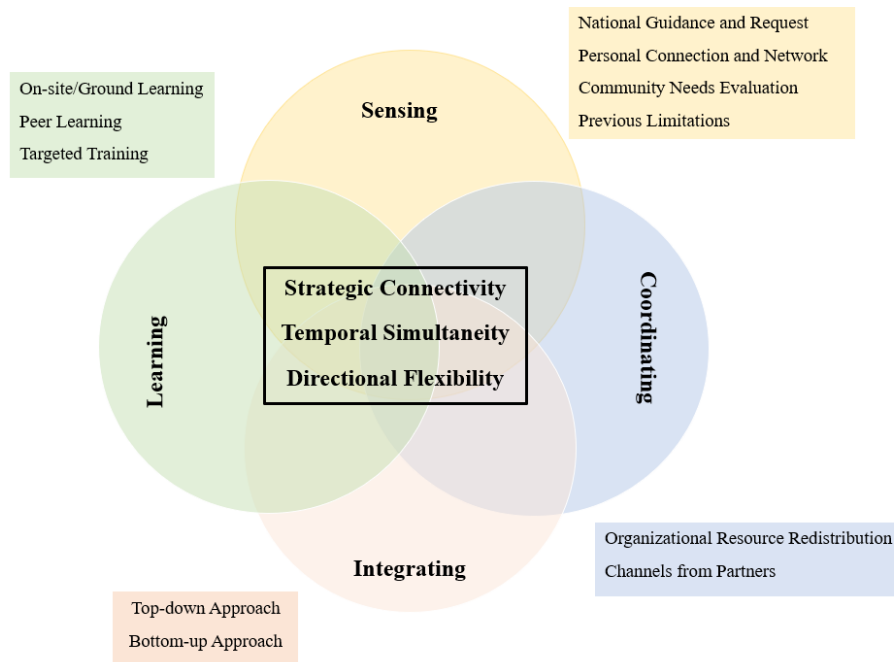 National Guidance and Request
Personal Connection and Network
Community Needs Evaluation
Previous Limitations
On-site/Ground Learning
Peer Learning
Targeted Training
Sensing
Strategic Connectivity
Temporal Simultaneity
Directional Flexibility
Learning
Coordinating
Integrating
Organizational Resource Redistribution
Channels from Partners
Top-down Approach
Bottom-up Approach